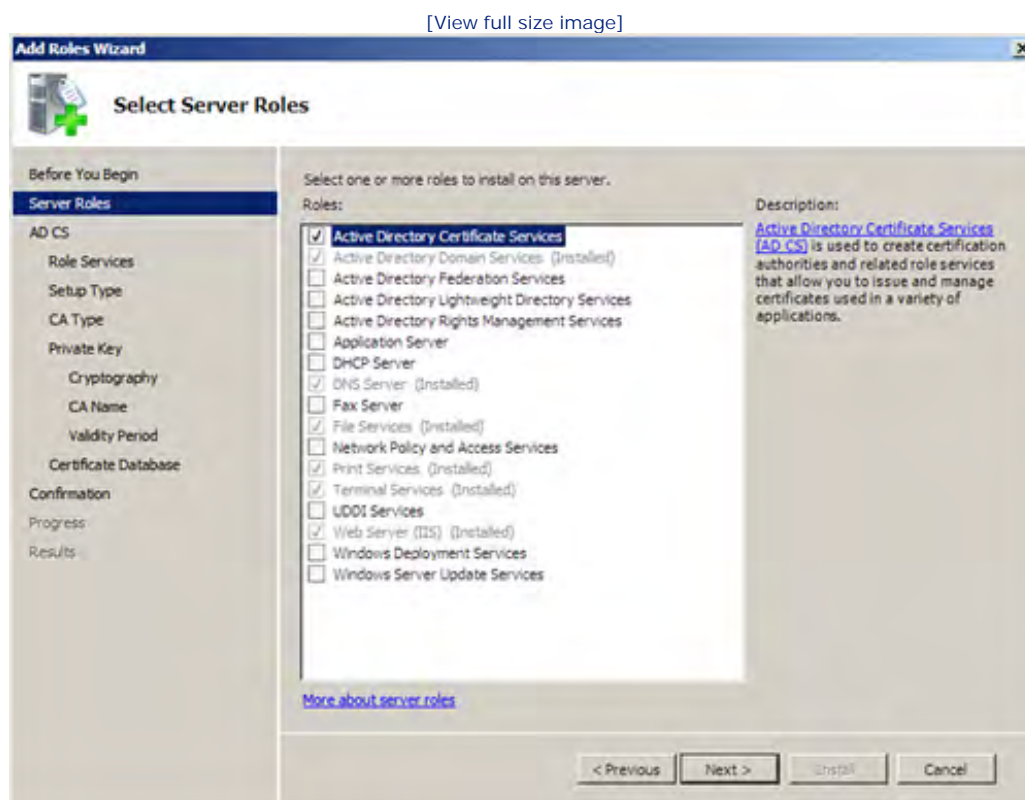 [View full size image]
Add Roles Wizard
Select Server Roles
Before You Begin
Server Roles
AD CS
Role Services
Setup Type
CA Type
Private Key
Cryptography
CA Name
Validity Period
Certificate Database
Confirmation
Progress
Results
Select one or more roles to install on this server.
Roles:
Active Directory Certificate Services
Active Directory Domain Services (Installed)
Active Directory Federation Services
Active Directory Lightweight Directory Services
Active Directory Rights Management Services
Application Server
DHCP Server
DNS Server (Installed)
Fax Server
File Services (Installed)
Network Policy and Access Services
Print Services (Installed)
Terminal Services (Installed)
UDDI Services
Web Server (IIS) (Installed)
Windows Deployment Services
Windows Server Update Services
More about server roles
Description:
Active Directory Certificate Services
(AD CS) is used to create certification
authorities and related role services
that allow you to issue and manage
certificates used in a variety of
applications.
< Previous
Next >
Install
Cancel